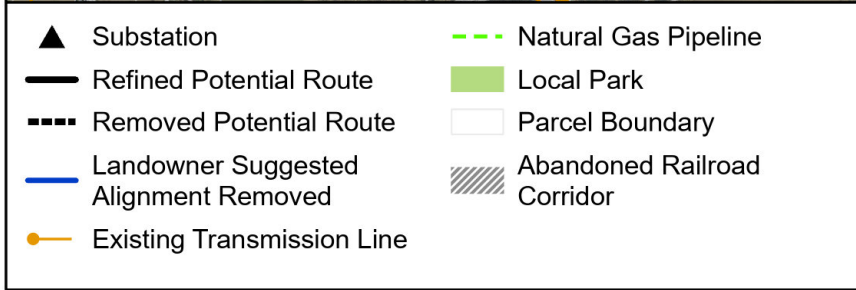 Substation
Refined Potential Route
Removed Potential Route
Landowner Suggested
Alignment Removed
Existing Transmission Line
Natural Gas Pipeline
Local Park
Parcel Boundary
Abandoned Railroad
Corridor